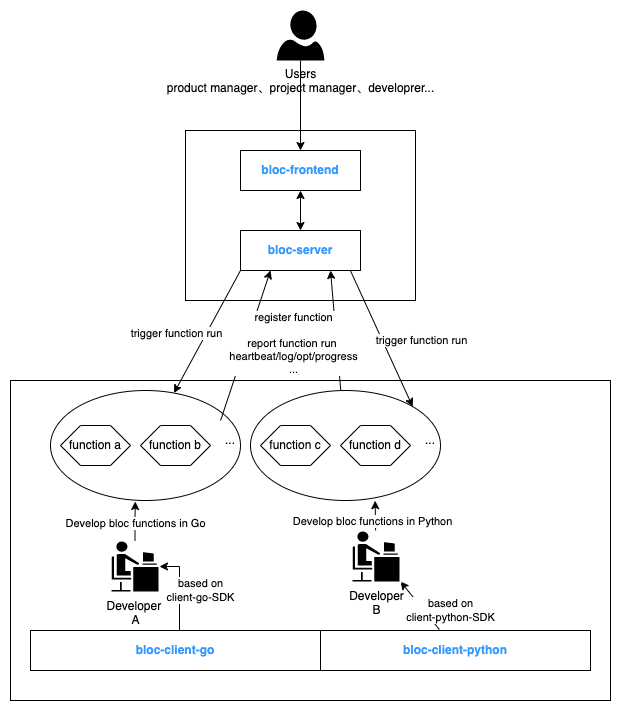 Users
product manager、project manager、developrer...
bloc-frontend
bloc-server
register function
trigger function run
trigger function run
report function run
heartbeat/log/opt/progress
...
function a
function b
...
function c
function d
...
Develop bloc functions in Go
Develop bloc functions in Python
based on
client-go-SDK
Developer
A
Developer
B
based on
client-python-SDK
bloc-client-go
bloc-client-python